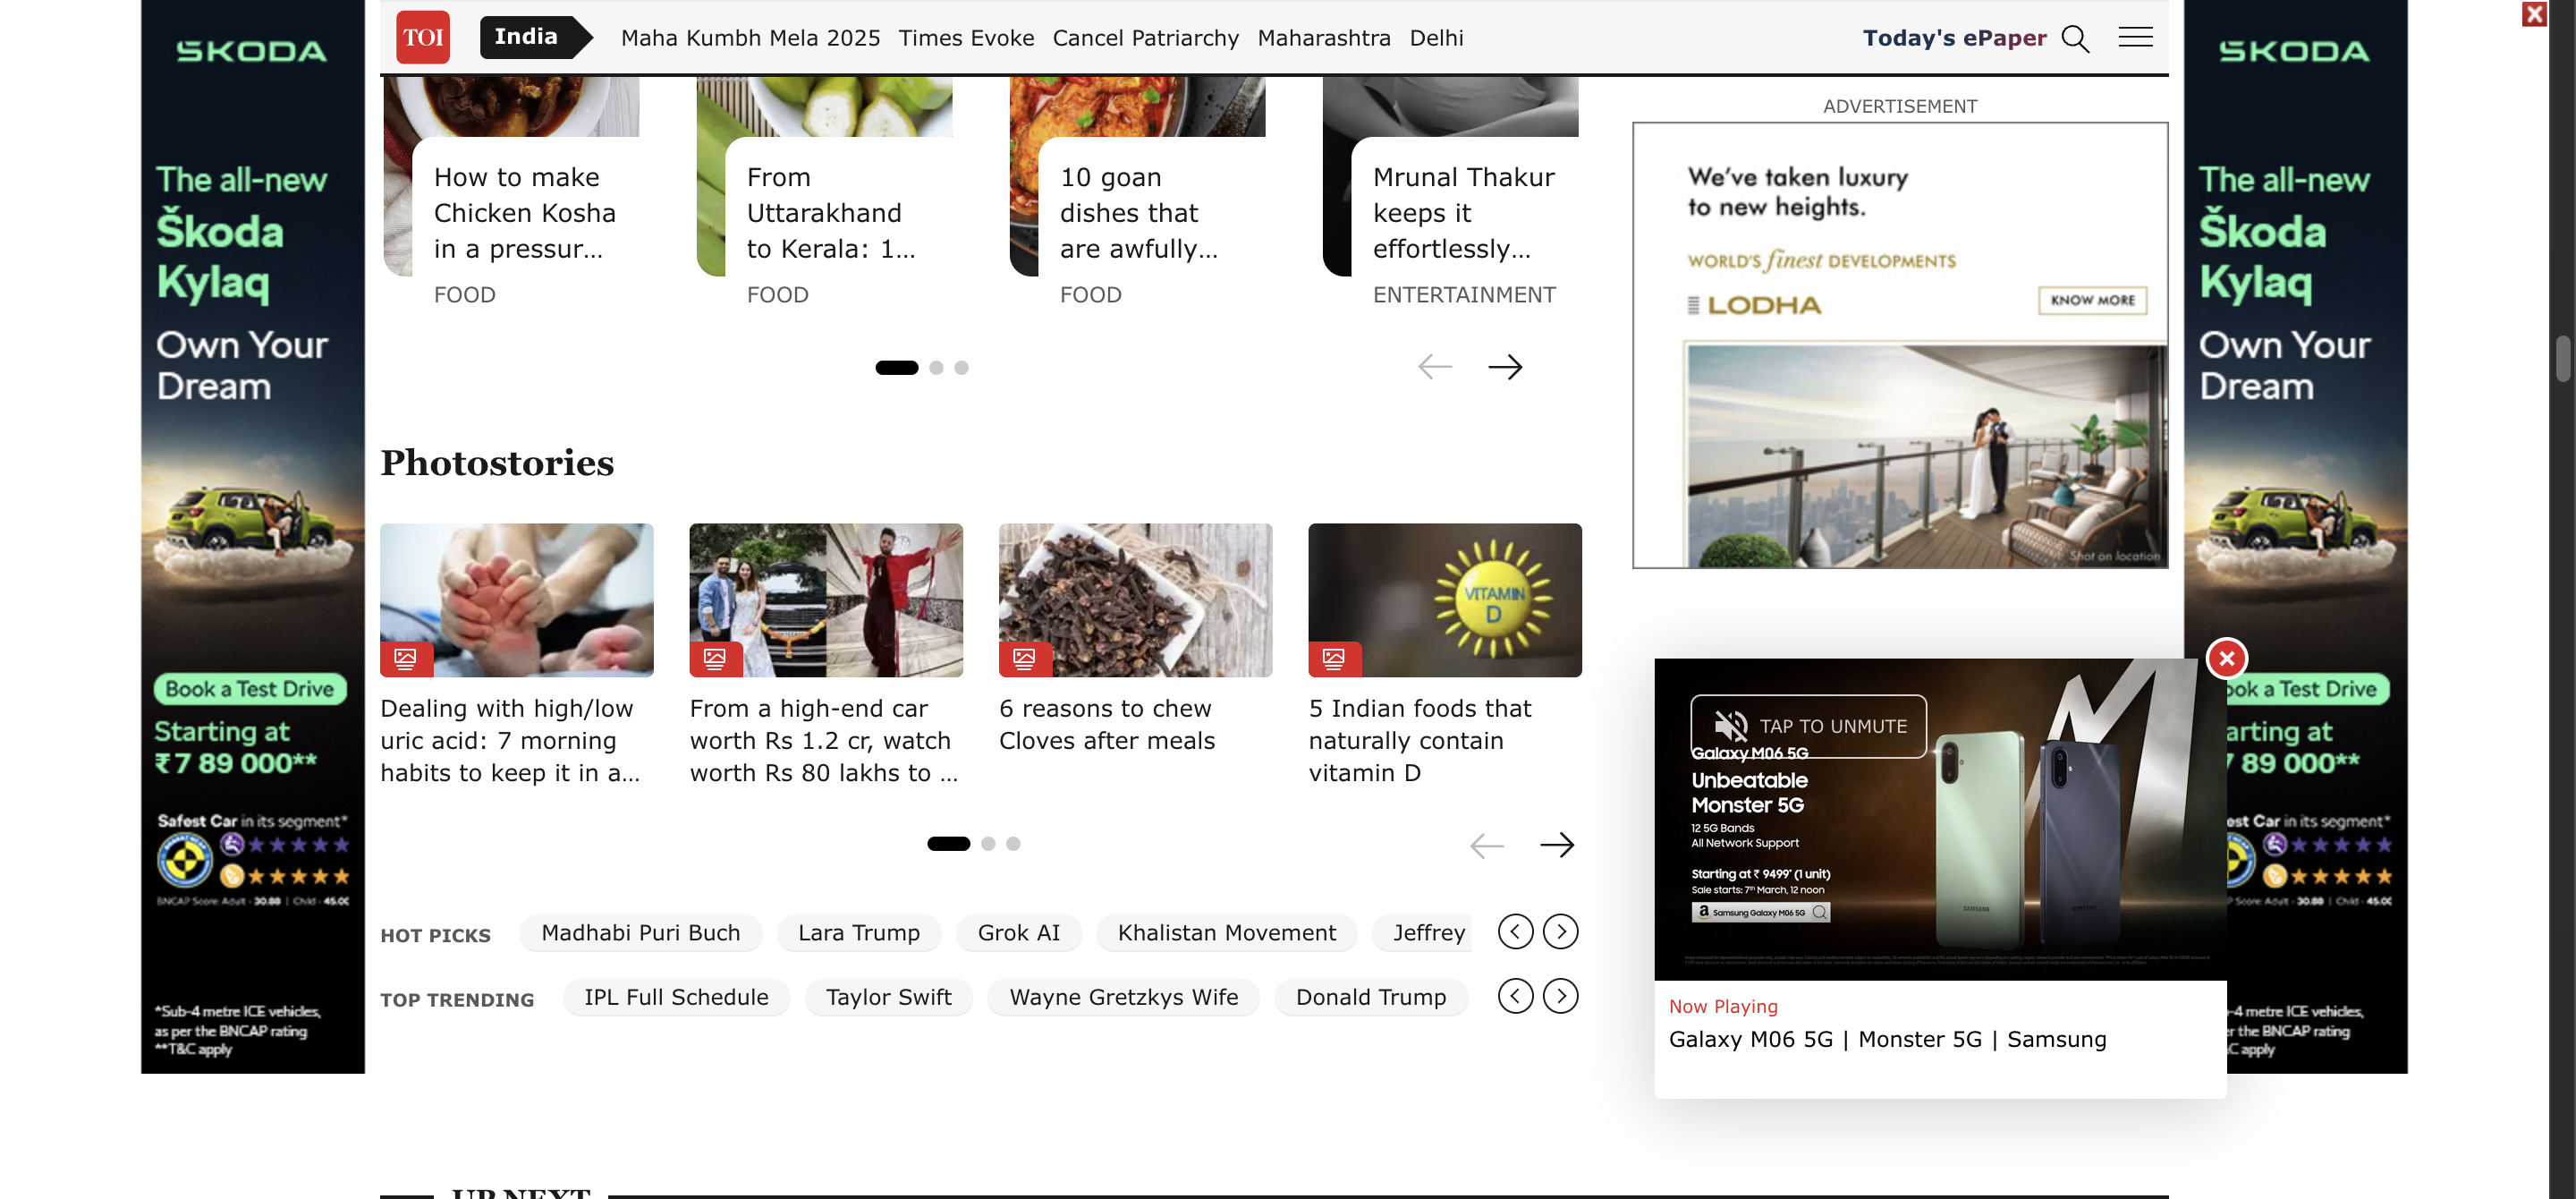 SKODA
The all-new
Škoda
Kylaq
Own Your
Dream
Book a Test Drive
Starting at
₹7 89 000**
Safest Car in its segment*
BNCAP Score: Adult - 30.88 | Child - 45.00
*Sub-4 metre ICE vehicles,
as per the BNCAP rating
**T&C apply
TOI
India
Maha Kumbh Mela 2025 Times Evoke Cancel Patriarchy Maharashtra Delhi
Today's ePaper
How to make
Chicken Kosha
in a pressur...
FOOD
From
Uttarakhand
to Kerala: 1...
FOOD
10 goan
dishes that
are awfully...
FOOD
Mrunal Thakur
keeps it
effortlessly...
ENTERTAINMENT
Photostories
VITAMIN
D
Dealing with high/low
uric acid: 7 morning
habits to keep it in a...
From a high-end car
worth Rs 1.2 cr, watch
worth Rs 80 lakhs to ...
6 reasons to chew
Cloves after meals
5 Indian foods that
naturally contain
vitamin D
HOT PICKS Madhabi Puri Buch Lara Trump Grok AI Khalistan Movement Jeffrey
TOP TRENDING IPL Full Schedule Taylor Swift Wayne Gretzkys Wife Donald Trump
UP NEXT
ADVERTISEMENT
We've taken luxury
to new heights.
WORLD'S finest DEVELOPMENTS
LODHA
KNOW MORE
Shot on location
TAP TO UNMUTE
Galaxy M06 5G
Unbeatable
Monster 5G
12 5G Bands
All Network Support
Starting at ₹ 9499* (1 unit)
Sale starts: 7th March, 12 noon
a Samsung Galaxy M06 5G
M
SAMSUNG
SAMSUNG
Now Playing
Galaxy M06 5G | Monster 5G | Samsung
SKODA
The all-new
Škoda
Kylaq
Own Your
Dream
ook a Test Drive
arting at
7 89 000**
est Car in its segment*
P Score: Adult - 30.88 | Child - 45.00
-4 metre ICE vehicles,
er the BNCAP rating
C apply